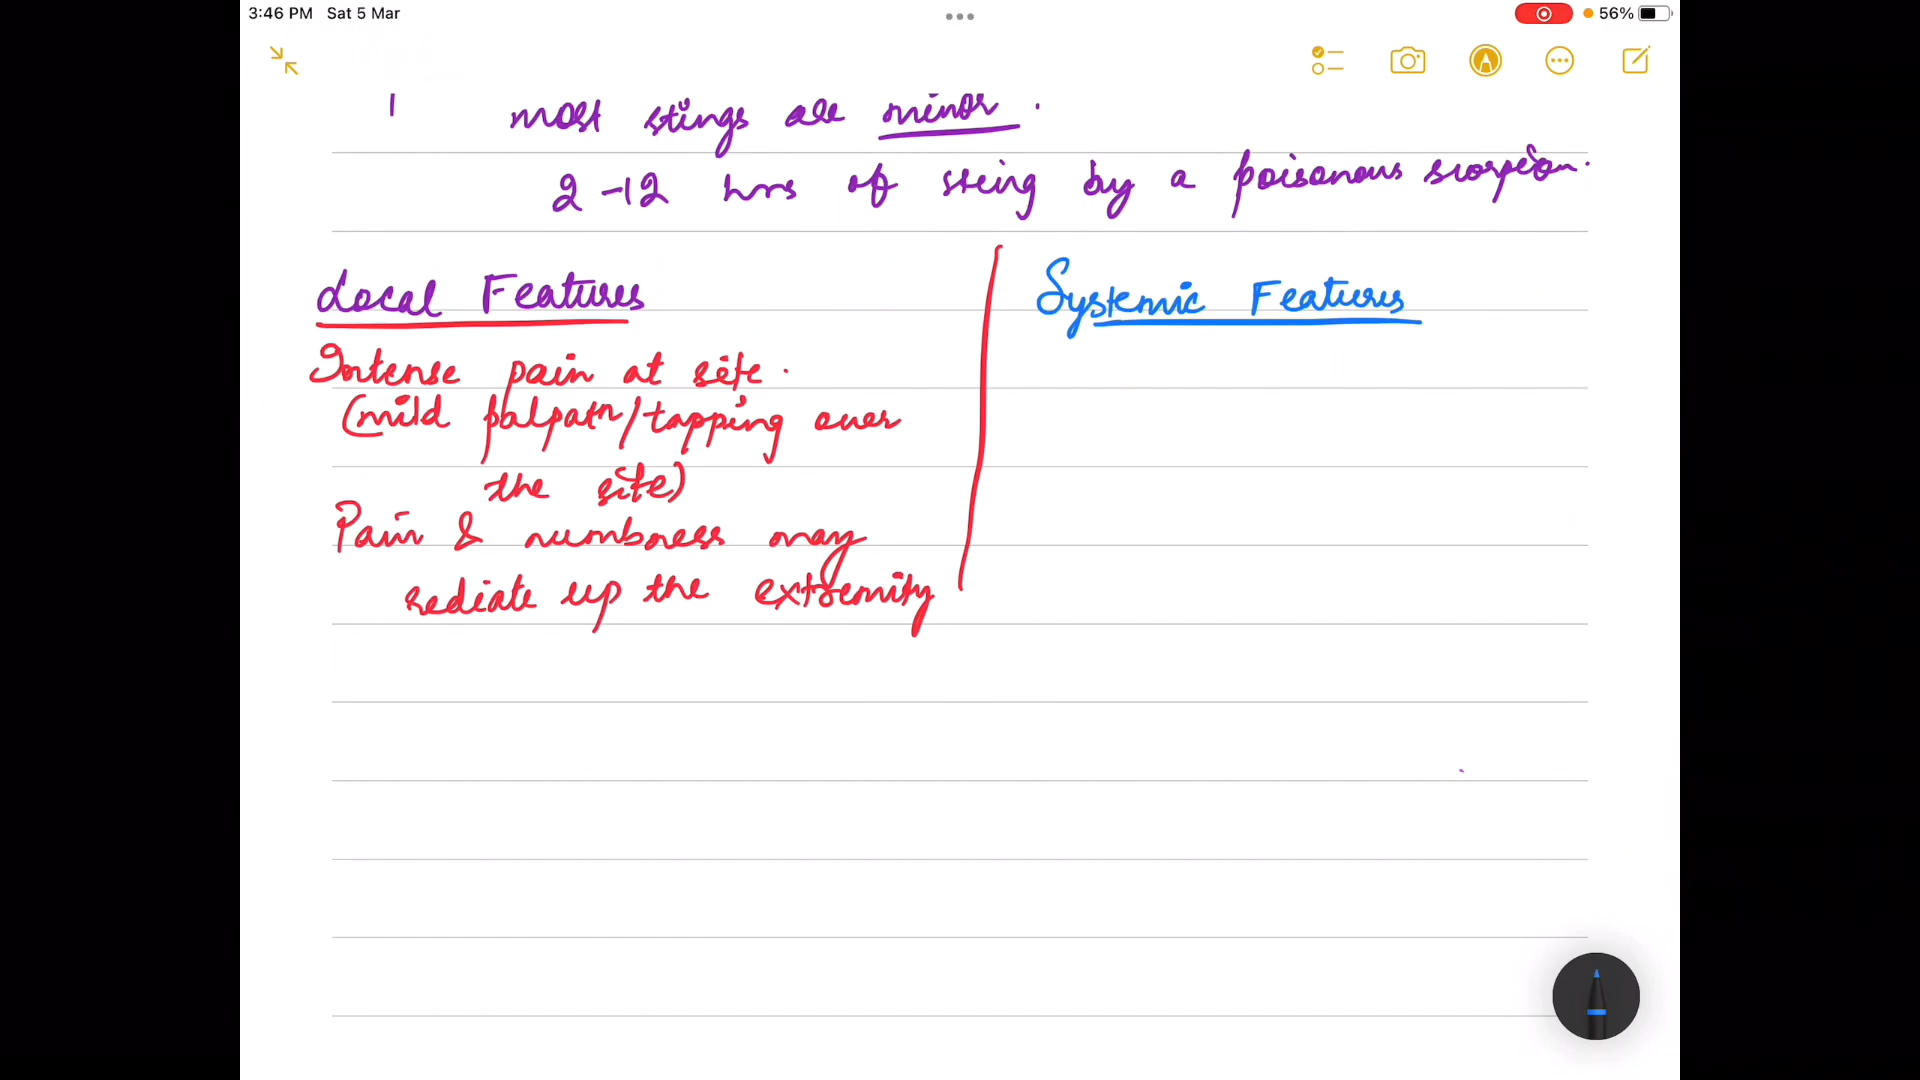 3:46 PM Sat 5 Mar
56%
most stings are minor.
2-12 hrs of sting by a poisonous scorpion.
Local Features
Systemic Features
Intense pain at site.
(mild palpatn/tapping over
the site)
Pain & numbness may
rediate up the extremity